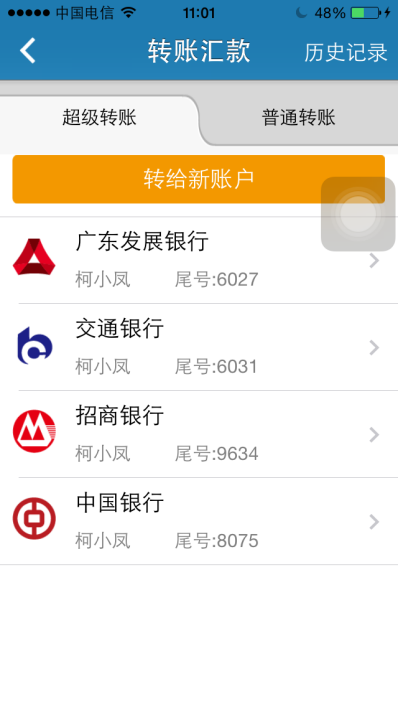 中国电信 11:01 48%
转账汇款 历史记录
超级转账 普通转账
转给新账户
广东发展银行
柯小凤 尾号:6027
交通银行
柯小凤 尾号:6031
招商银行
柯小凤 尾号:9634
中国银行
柯小凤 尾号:8075